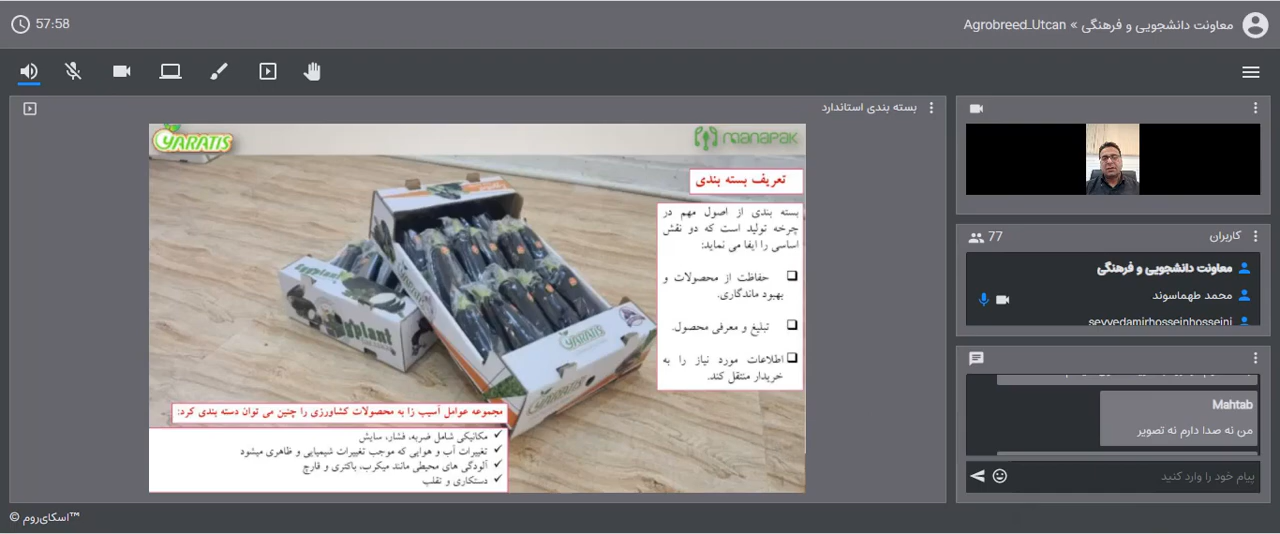 57:58
معاونت دانشجویی و فرهنگی » Agrobreed_Utcan
بسته بندی استاندارد
YARATIS
manapak
تعریف بسته بندی
بسته بندی از اصول مهم در
چرخه تولید است که دو نقش
اساسی را ایفا می نماید:
❑ حفاظت از محصولات و
بهبود ماندگاری.
❑ تبلیغ و معرفی محصول.
❑ اطلاعات مورد نیاز را به
خریدار منتقل کند.
Eggplant
Eggplant
YARATIS
مجموعه عوامل آسیب زا به محصولات کشاورزی را چنین می توان دسته بندی کرد:
✓ مکانیکی شامل ضربه، فشار، سایش
✓ تغییرات آب و هوایی که موجب تغییرات شیمیایی و ظاهری میشود
✓ آلودگی های محیطی مانند میکرب، باکتری و قارچ
✓ دستکاری و تقلب
کاربران
77
معاونت دانشجویی و فرهنگی
محمد طهماسوند
seyyedamirhosseinhosseini
Mahtab
من نه صدا دارم نه تصویر
پیام خود را وارد کنید
© اسکای‌روم™